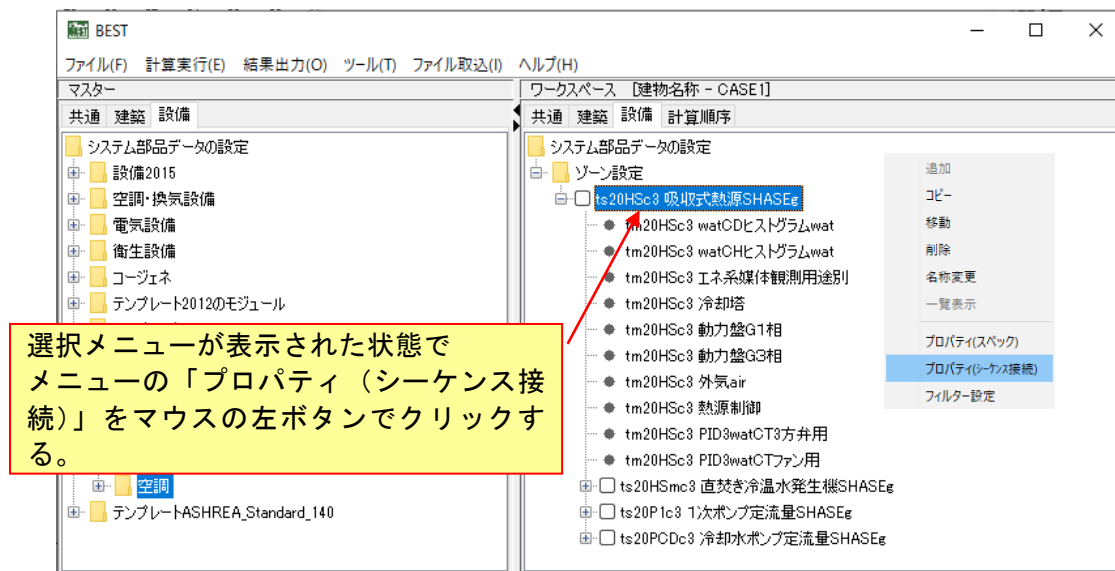 BEST
ファイル(F) 計算実行(E) 結果出力(O) ツール(T) ファイル取込(I) ヘルプ(H)
マスター
共通 建築 設備
システム部品データの設定
設備2015
空調・換気設備
電気設備
衛生設備
コージェネ
テンプレート2012のモジュール
選択メニューが表示された状態で
メニューの「プロパティ（シーケンス接
続）」をマウスの左ボタンでクリックす
る。
空調
テンプレートASHREA_Standard_140
ワークスペース [建物名称 - CASE1]
共通 建築 設備 計算順序
システム部品データの設定
ゾーン設定
ts20HSc3 吸収式熱源SHASEg
tm20HSc3 watCDヒストグラムwat
tm20HSc3 watCHヒストグラムwat
tm20HSc3 エネ系媒体観測用途別
tm20HSc3 冷却塔
tm20HSc3 動力盤G1相
tm20HSc3 動力盤G3相
tm20HSc3 外気air
tm20HSc3 熱源制御
tm20HSc3 PID3watCT3方弁用
tm20HSc3 PID3watCTファン用
ts20HSmc3 直焚き冷温水発生機SHASEg
ts20P1c3 1次ポンプ定流量SHASEg
ts20PCDc3 冷却水ポンプ定流量SHASEg
追加
コピー
移動
削除
名称変更
一覧表示
プロパティ(スペック)
プロパティ(シーケンス接続)
フィルター設定